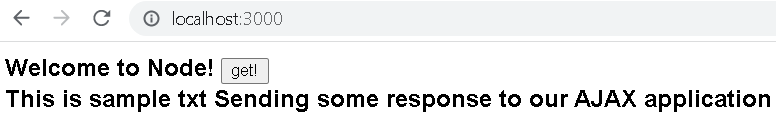 localhost:3000
Welcome to Node! get!
This is sample txt Sending some response to our AJAX application